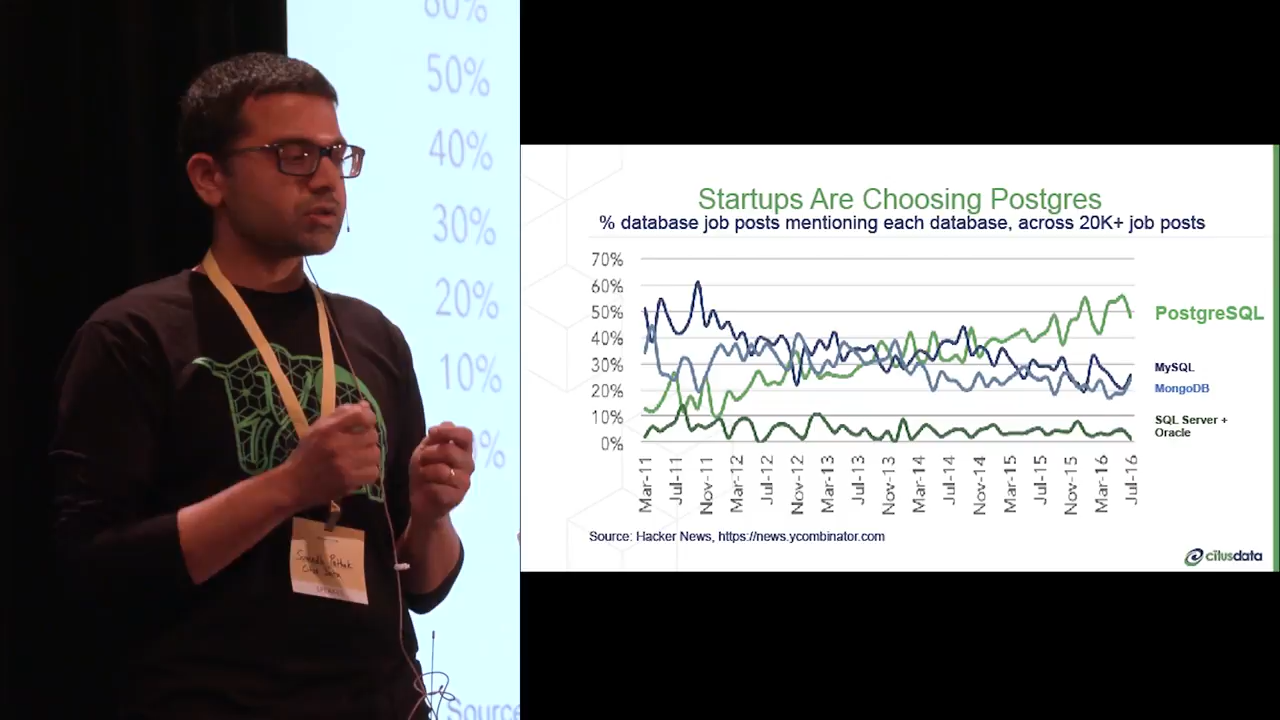 60%
50%
40%
30%
20%
10%
0%
Source
Citus Data
SPEAKER
Startups Are Choosing Postgres
% database job posts mentioning each database, across 20K+ job posts
70%
60%
50%
40%
30%
20%
10%
0%
PostgreSQL
MySQL
MongoDB
SQL Server +
Oracle
Mar-11
Jul-11
Nov-11
Mar-12
Jul-12
Nov-12
Mar-13
Jul-13
Nov-13
Mar-14
Jul-14
Nov-14
Mar-15
Jul-15
Nov-15
Mar-16
Jul-16
Source: Hacker News, https://news.ycombinator.com
citusdata